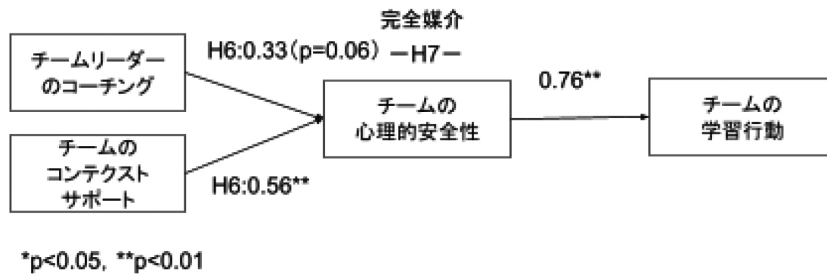 完全媒介
H6:0.33(p=0.06) ーH7ー
チームリーダー
のコーチング
チームの
心理的安全性
0.76**
チームの
学習行動
チームの
コンテクスト
サポート
H6:0.56**
*p<0.05, **p<0.01